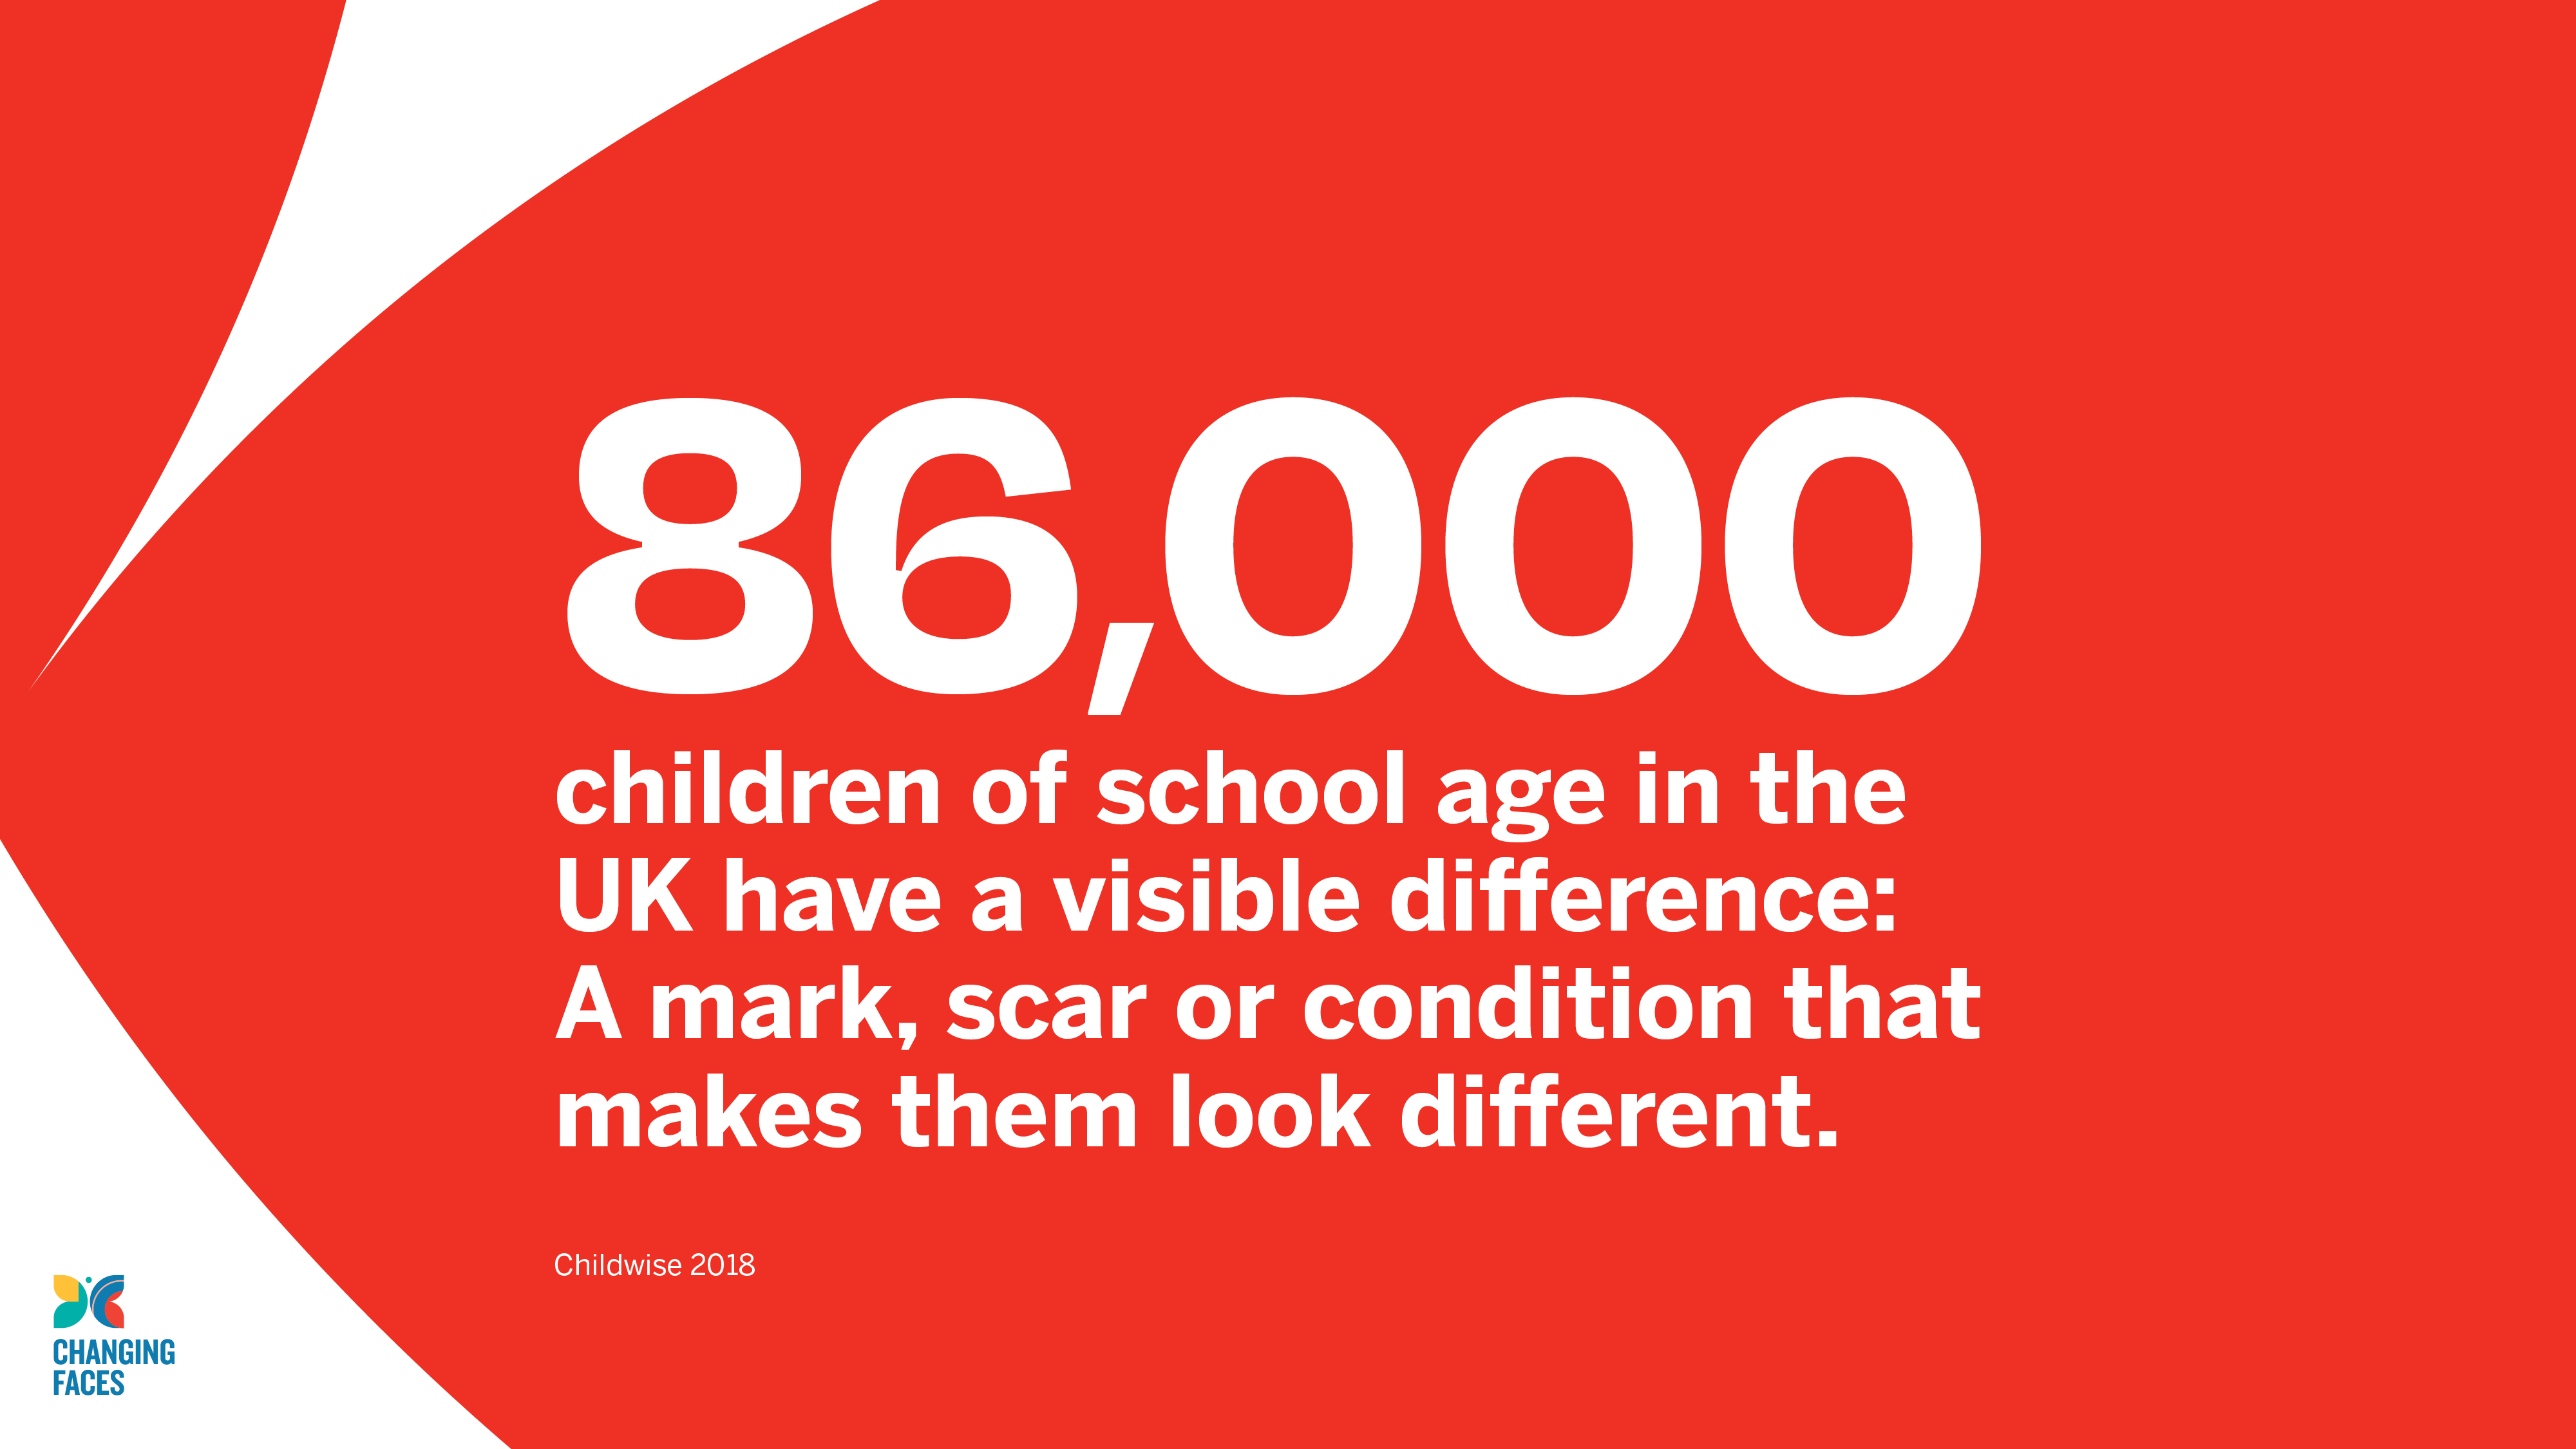 86,000
children of school age in the
UK have a visible difference:
A mark, scar or condition that
makes them look different.
Childwise 2018
CHANGING
FACES